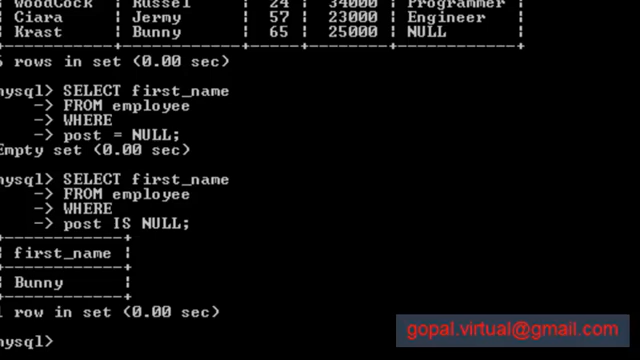 | WoodCock | Russel | 24 | 34000 | Programmer
| Ciara | Jermy | 57 | 23000 | Engineer |
| Krast | Bunny | 65 | 25000 | NULL |
+-----------+-----------+------+--------+------------+
rows in set (0.00 sec)
mysql> SELECT first_name
-> FROM employee
-> WHERE
-> post = NULL;
Empty set (0.00 sec)
mysql> SELECT first_name
-> FROM employee
-> WHERE
-> post IS NULL;
+------------+
| first_name |
+------------+
| Bunny |
+------------+
1 row in set (0.00 sec)
mysql>
gopal.virtual@gmail.com